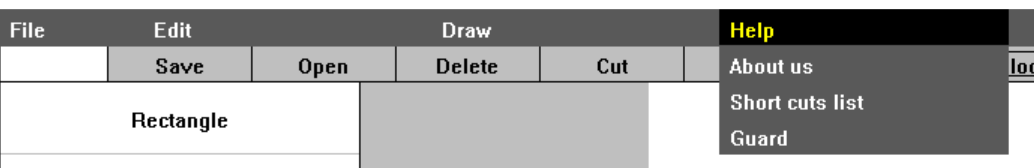 File Edit Draw Help
Save Open Delete Cut About us
Short cuts list
Rectangle
Guard